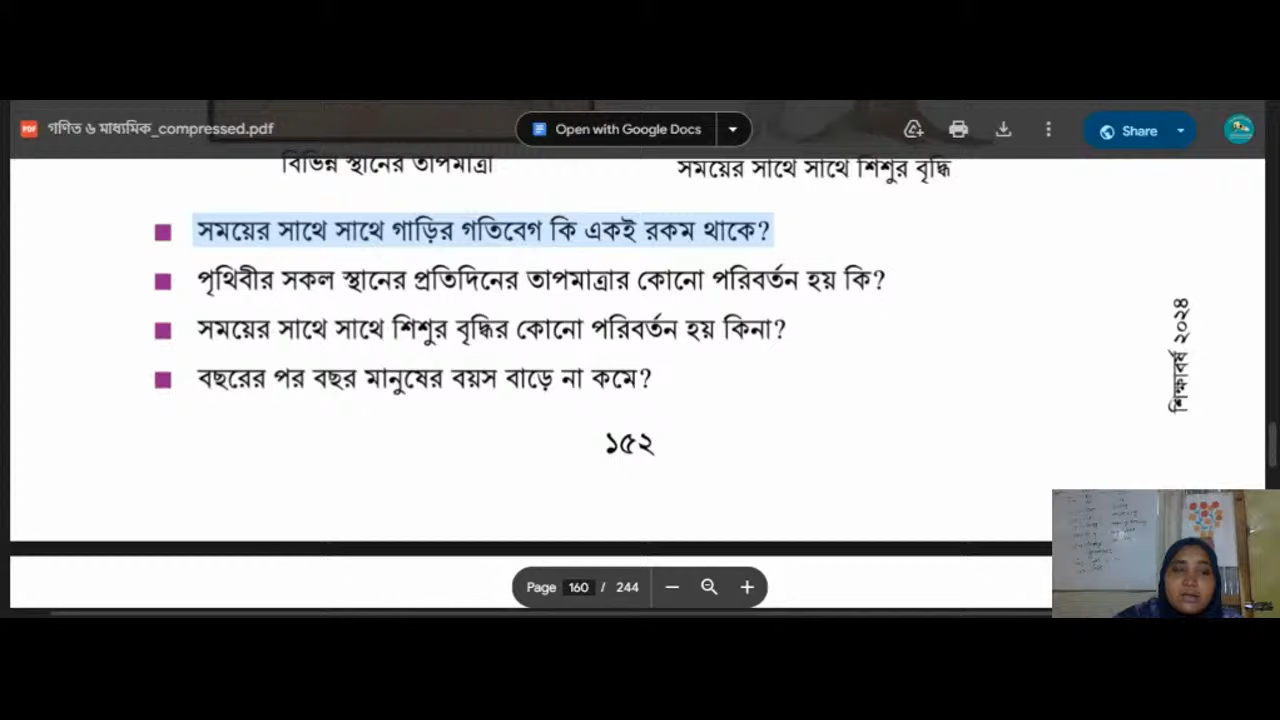 গণিত ৬ মাধ্যমিক_compressed.pdf
Open with Google Docs
Share
বিভিন্ন স্থানের তাপমাত্রা
সময়ের সাথে সাথে শিশুর বৃদ্ধি
সময়ের সাথে সাথে গাড়ির গতিবেগ কি একই রকম থাকে?
পৃথিবীর সকল স্থানের প্রতিদিনের তাপমাত্রার কোনো পরিবর্তন হয় কি?
সময়ের সাথে সাথে শিশুর বৃদ্ধির কোনো পরিবর্তন হয় কিনা?
বছরের পর বছর মানুষের বয়স বাড়ে না কমে?
শিক্ষাবর্ষ ২০২৪
১৫২
Page 160 / 244